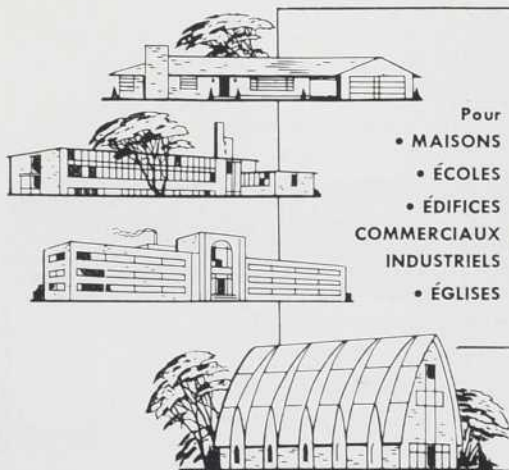 Pour
• MAISONS
• ÉCOLES
• ÉDIFICES
COMMERCIAUX
INDUSTRIELS
• ÉGLISES